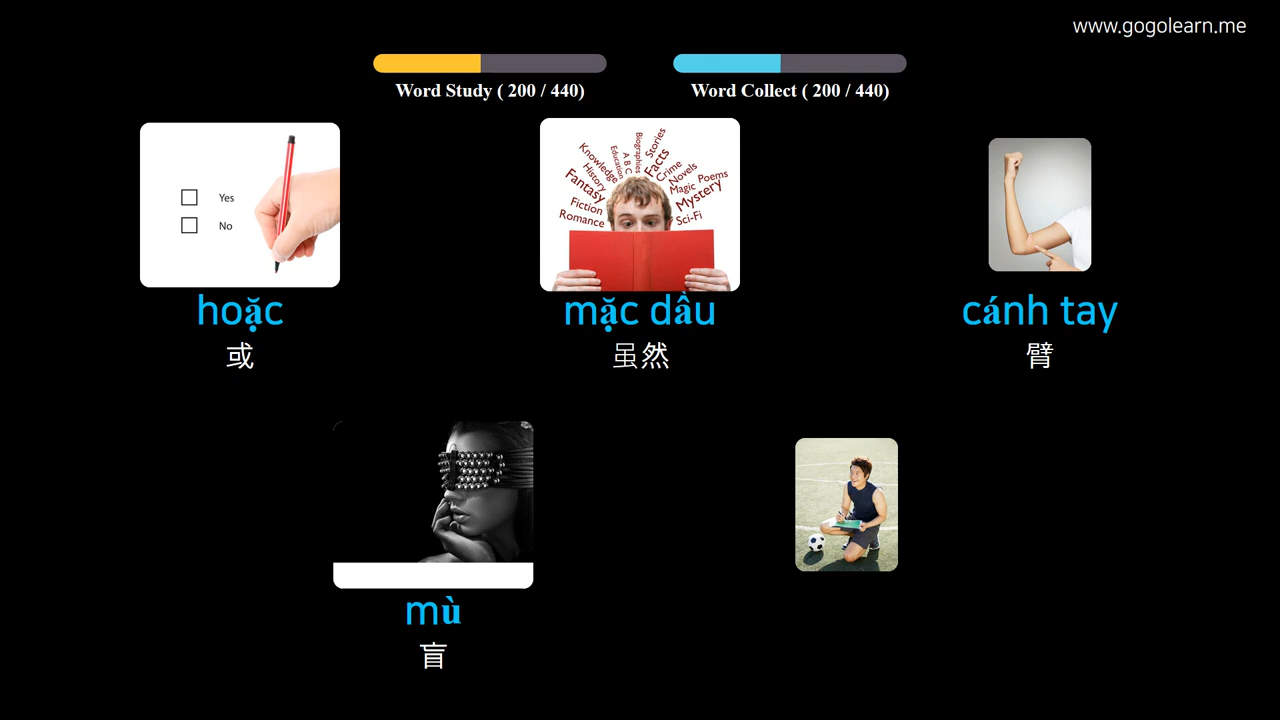 www.gogolearn.me
Word Study ( 200 / 440)
Word Collect ( 200 / 440)
Yes
No
Knowledge
History
Fantasy
Fiction
Romance
Education
A B C
Biographies
Stories
Facts
Crime
Novels
Magic
Poems
Mystery
Sci-Fi
hoặc
mặc dầu
cánh tay
或
虽然
臂
mù
盲